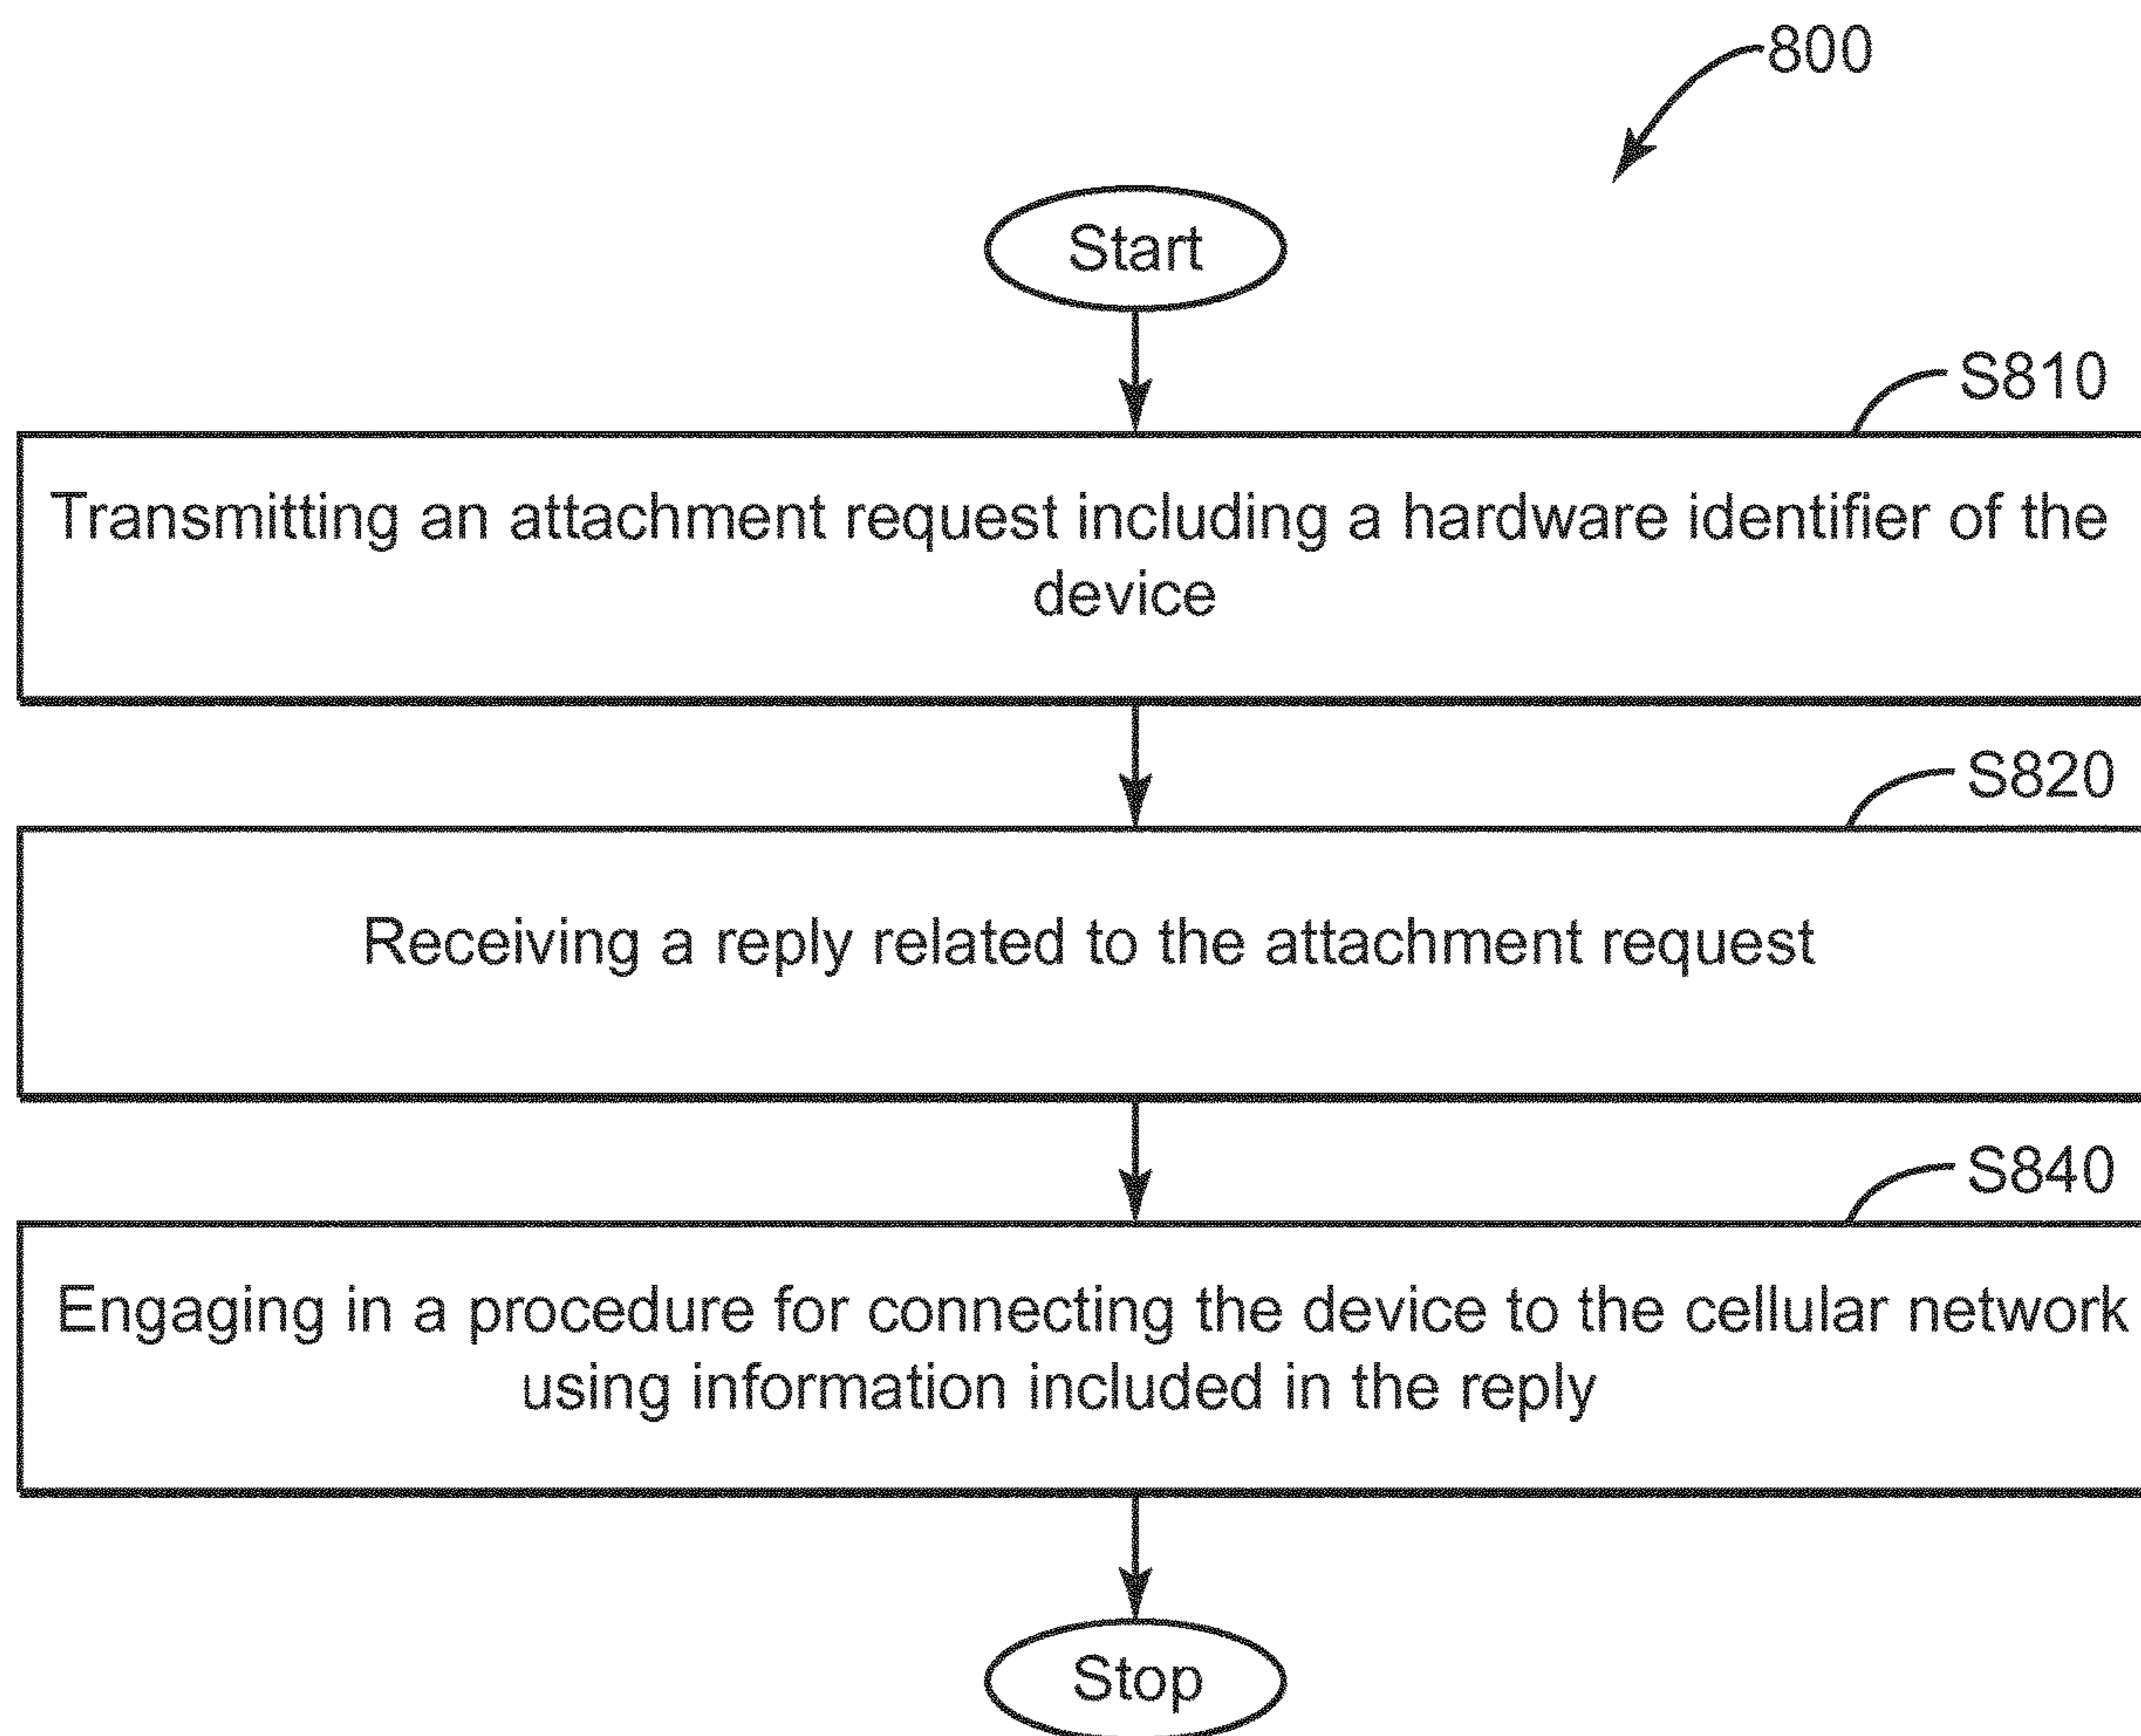 800
Start
S810
Transmitting an attachment request including a hardware identifier of the
device
S820
Receiving a reply related to the attachment request
S840
Engaging in a procedure for connecting the device to the cellular network
using information included in the reply
Stop